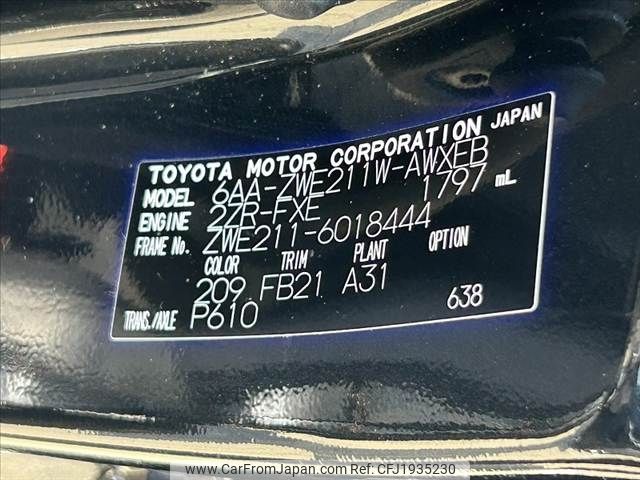 TOYOTA MOTOR CORPORATION JAPAN
MODEL 6AA-ZWE211W-AWXEB
ENGINE 2ZR-FXE 1797 mL
FRAME No. ZWE211-6018444
COLOR TRIM PLANT OPTION
209 FB21 A31
TRANS./AXLE P610 638
www.CarFromJapan.com - CFJ1935230